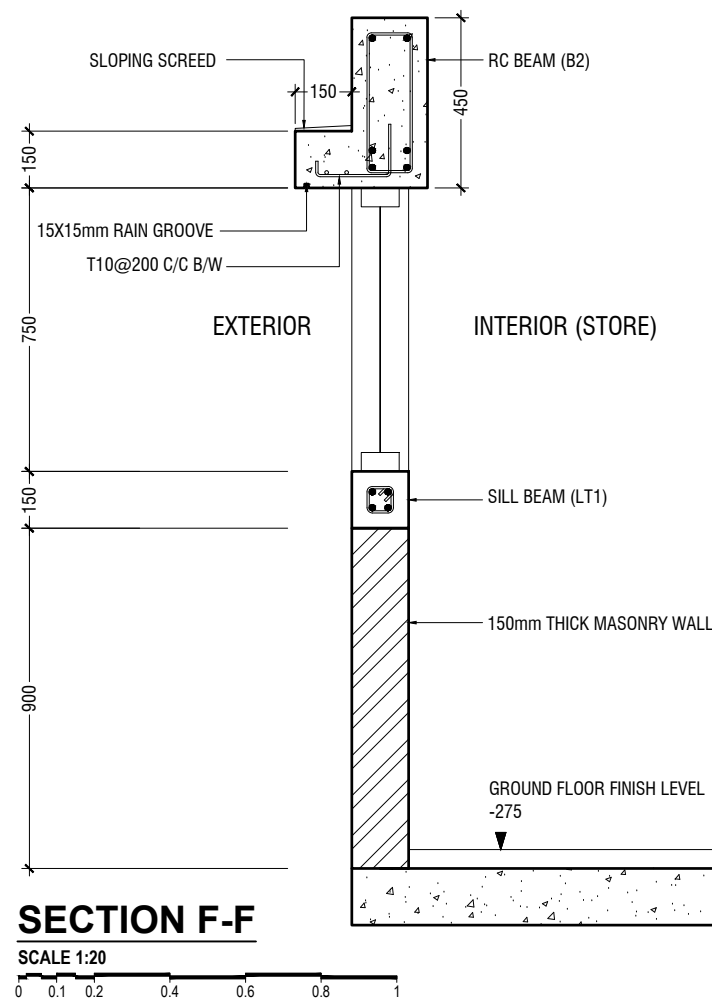 SLOPING SCREED
150
RC BEAM (B2)
450
150
15X15mm RAIN GROOVE
T10@200 C/C B/W
750
EXTERIOR
INTERIOR (STORE)
150
SILL BEAM (LT1)
150mm THICK MASONRY WALL
900
GROUND FLOOR FINISH LEVEL
-275
SECTION F-F
SCALE 1:20
0 0.1 0.2 0.4 0.6 0.8 1